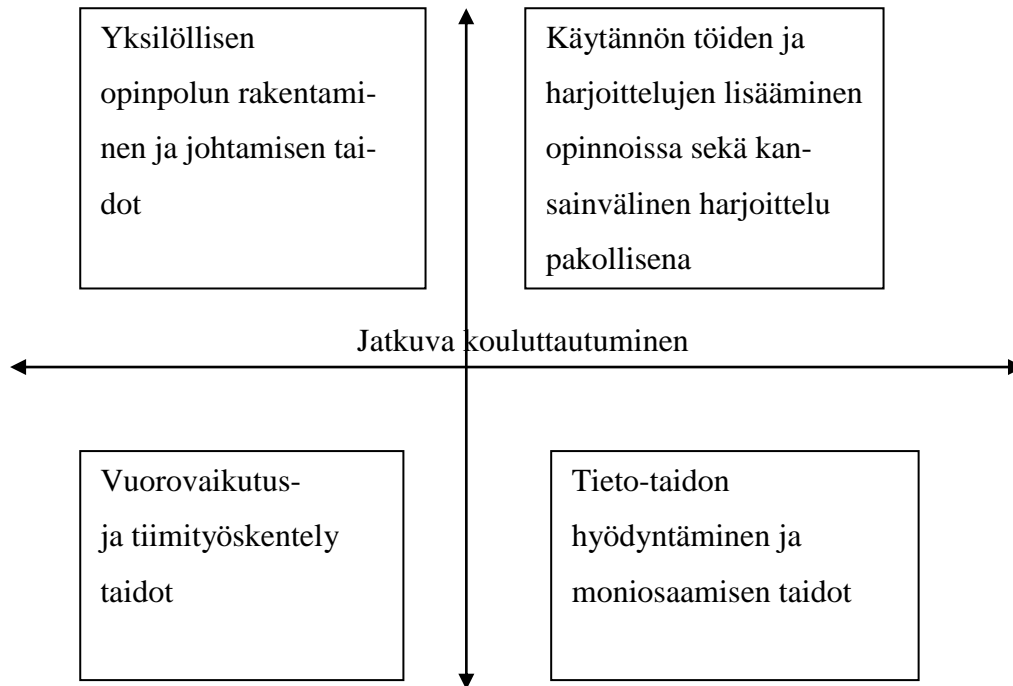 Yksilöllisen
opinpolun rakentami-
nen ja johtamisen tai-
dot
Käytännön töiden ja
harjoittelujen lisääminen
opinnoissa sekä kan-
sainvälinen harjoittelu
pakollisena
Jatkuva kouluttautuminen
Vuorovaikutus-
ja tiimityöskentely
taidot
Tieto-taidon
hyödyntäminen ja
moniosaamisen taidot